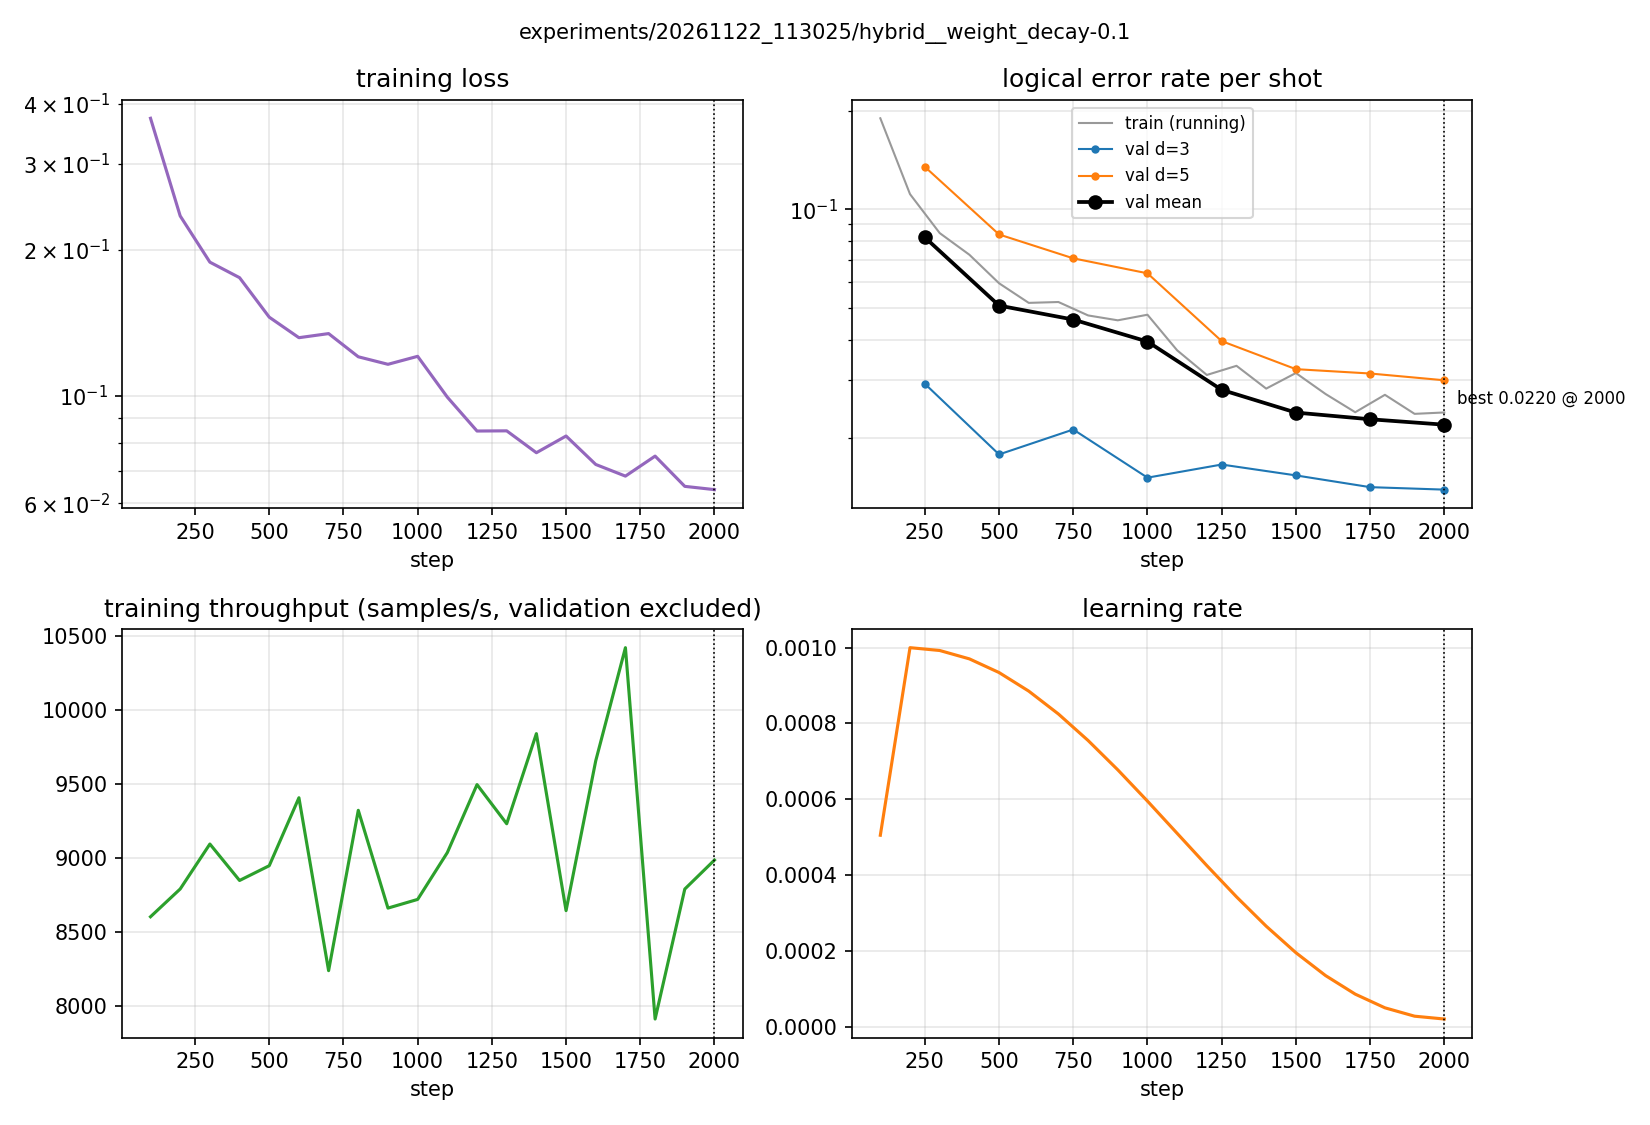 experiments/20261122_113025/hybrid__weight_decay-0.1
training loss
4 × 10⁻¹
3 × 10⁻¹
2 × 10⁻¹
10⁻¹
6 × 10⁻²
250 500 750 1000 1250 1500 1750 2000
step
logical error rate per shot
train (running)
val d=3
val d=5
val mean
10⁻¹
best 0.0220 @ 2000
250 500 750 1000 1250 1500 1750 2000
step
training throughput (samples/s, validation excluded)
10500
10000
9500
9000
8500
8000
250 500 750 1000 1250 1500 1750 2000
step
learning rate
0.0010
0.0008
0.0006
0.0004
0.0002
0.0000
250 500 750 1000 1250 1500 1750 2000
step